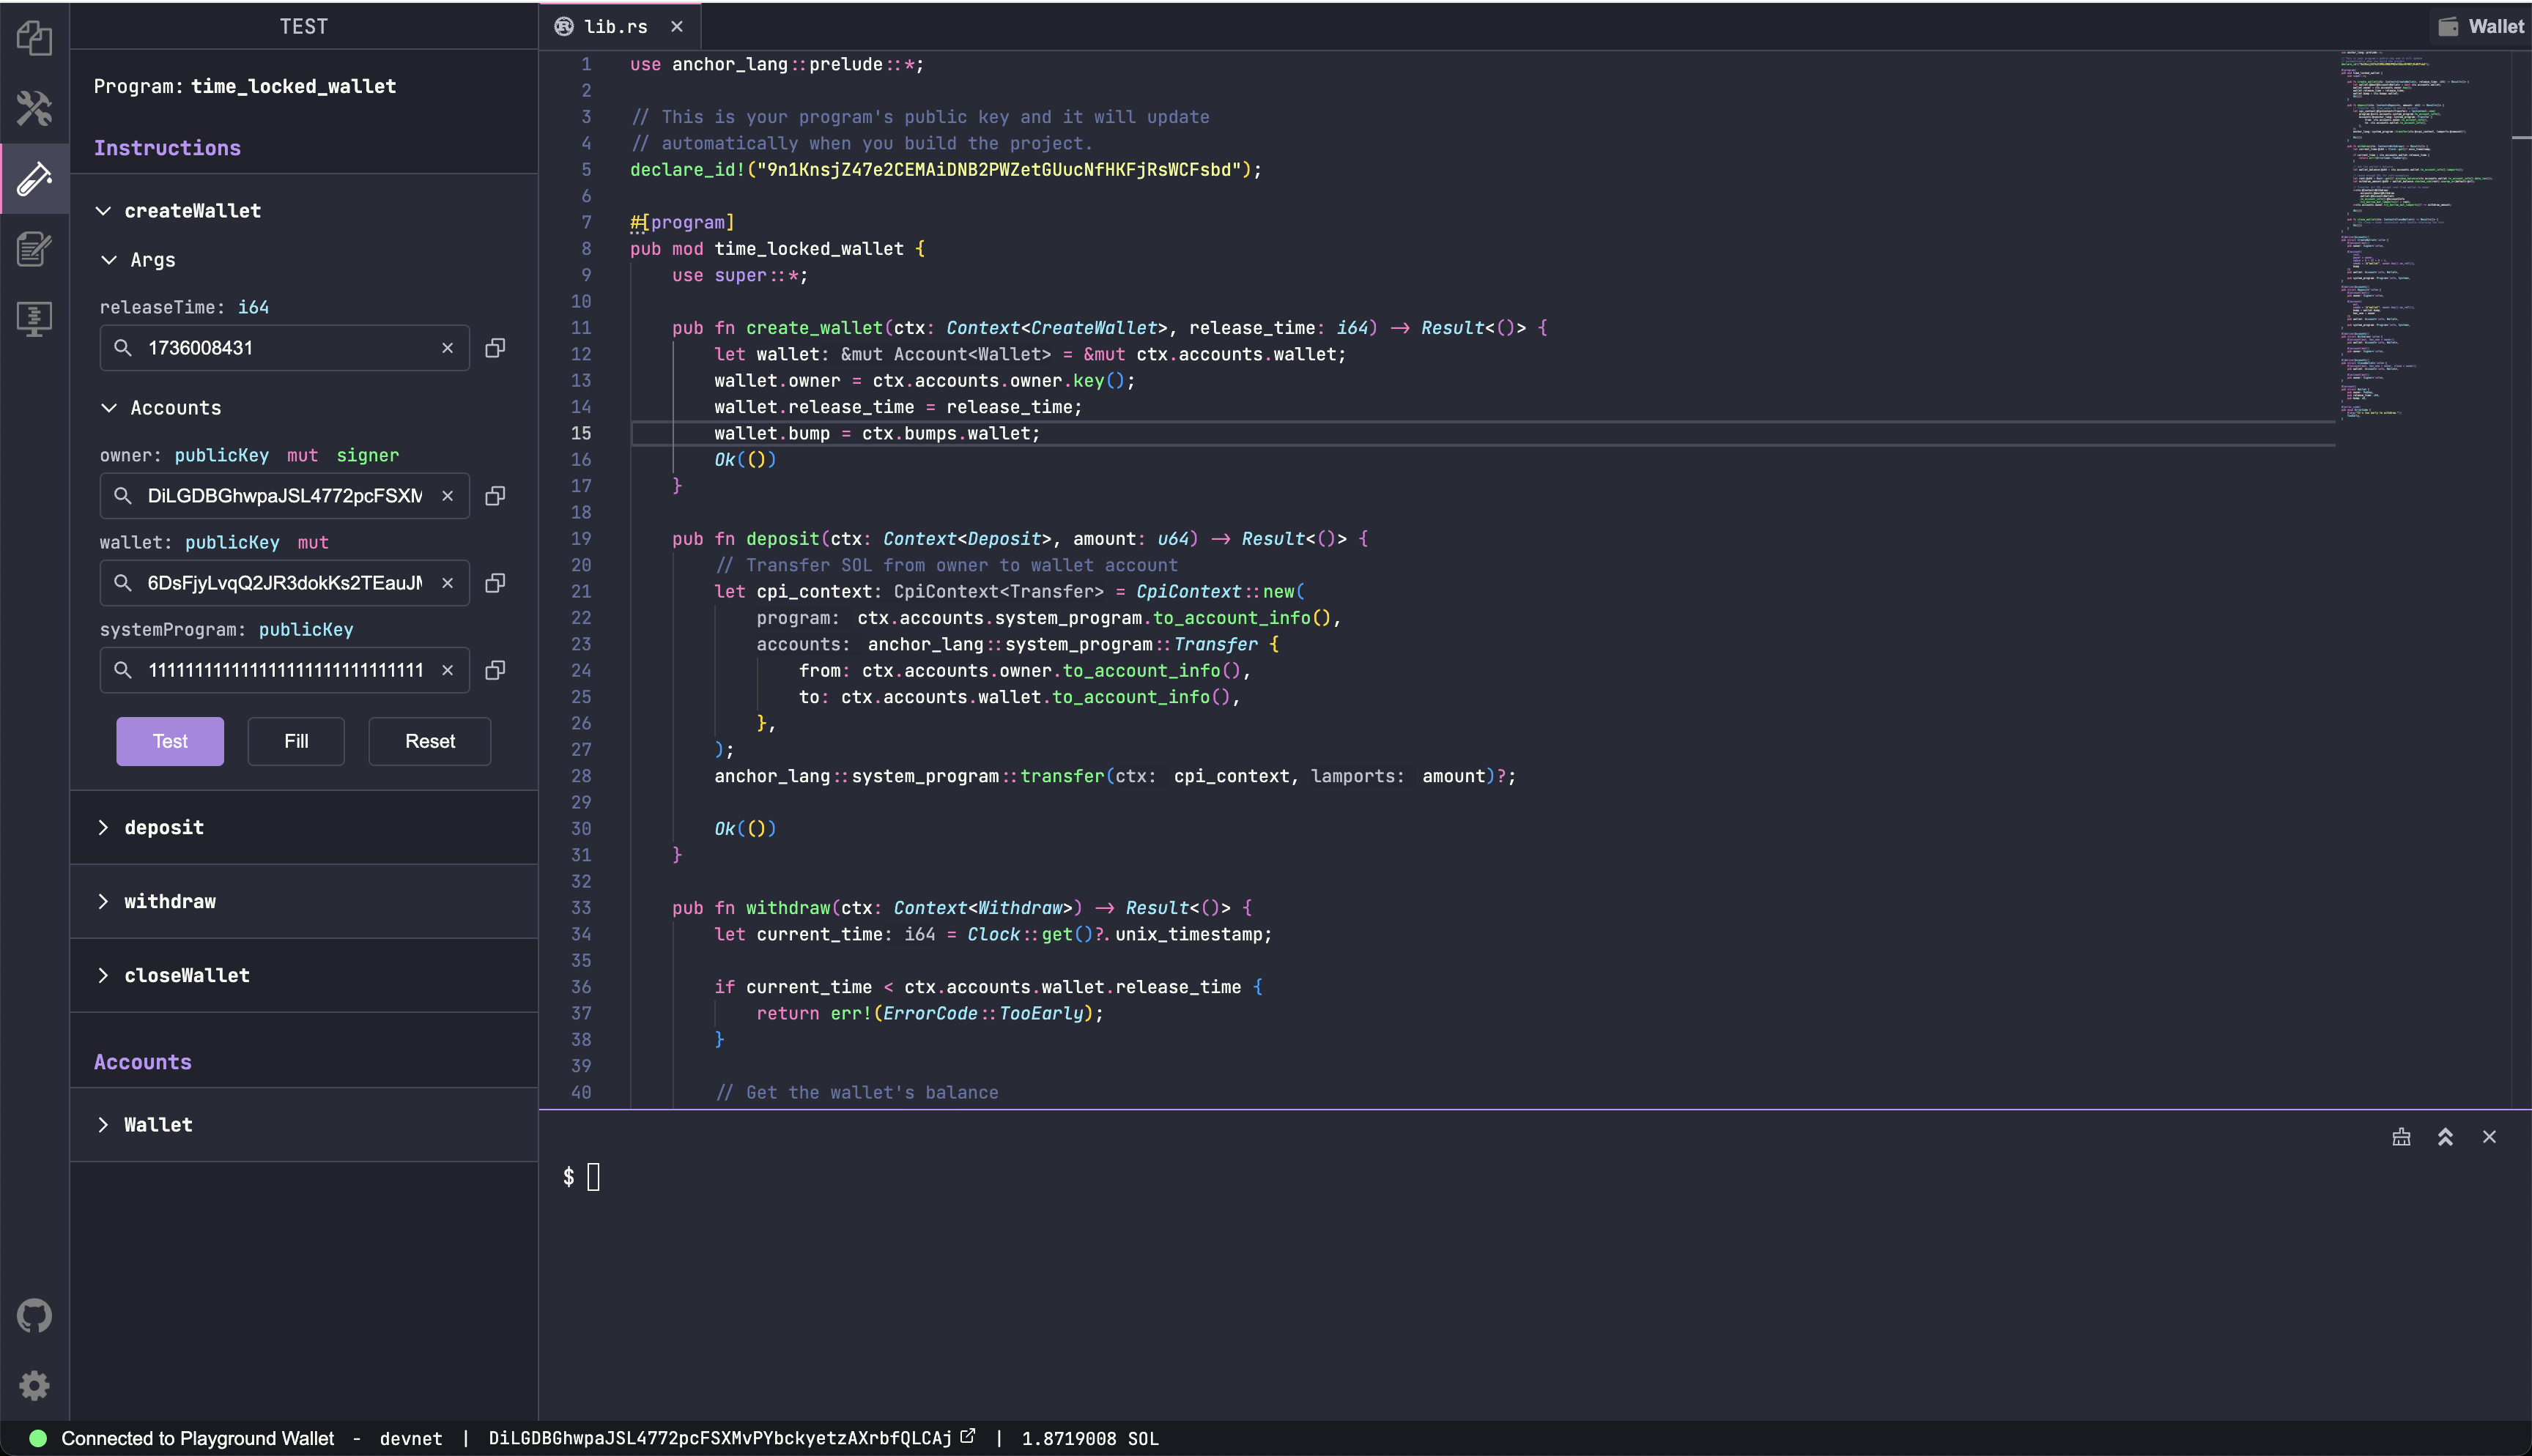 TEST
Program: time_locked_wallet
Instructions
createWallet
Args
releaseTime: i64
1736008431
Accounts
owner: publicKey mut signer
DiLGDBGhwpaJSL4772pcFSXM
wallet: publicKey mut
6DsFjyLvqQ2JR3dokKs2TEauJ
systemProgram: publicKey
Test Fill Reset
deposit
withdraw
closeWallet
Accounts
Wallet
lib.rs
Wallet
1 use anchor_lang::prelude::*;
2
3 // This is your program's public key and it will update
4 // automatically when you build the project.
5 declare_id!("9n1KnsjZ47e2CEMAiDNB2PWZetGUucNfHKFjRsWCFsbd");
6
7 #[program]
8 pub mod time_locked_wallet {
9 use super::*;
10
11 pub fn create_wallet(ctx: Context<CreateWallet>, release_time: i64) -> Result<()> {
12 let wallet: &mut Account<Wallet> = &mut ctx.accounts.wallet;
13 wallet.owner = ctx.accounts.owner.key();
14 wallet.release_time = release_time;
15 wallet.bump = ctx.bumps.wallet;
16 Ok(())
17 }
18
19 pub fn deposit(ctx: Context<Deposit>, amount: u64) -> Result<()> {
20 // Transfer SOL from owner to wallet account
21 let cpi_context: CpiContext<Transfer> = CpiContext::new(
22 program: ctx.accounts.system_program.to_account_info(),
23 accounts: anchor_lang::system_program::Transfer {
24 from: ctx.accounts.owner.to_account_info(),
25 to: ctx.accounts.wallet.to_account_info(),
26 },
27 );
28 anchor_lang::system_program::transfer(ctx: cpi_context, lamports: amount)?;
29
30 Ok(())
31 }
32
33 pub fn withdraw(ctx: Context<Withdraw>) -> Result<()> {
34 let current_time: i64 = Clock::get()?.unix_timestamp;
35
36 if current_time < ctx.accounts.wallet.release_time {
37 return err!(ErrorCode::TooEarly);
38 }
39
40 // Get the wallet's balance
$
Connected to Playground Wallet - devnet | DiLGDBGhwpaJSL4772pcFSXMvPYbckyetzAXrbfQLCAj | 1.8719008 SOL